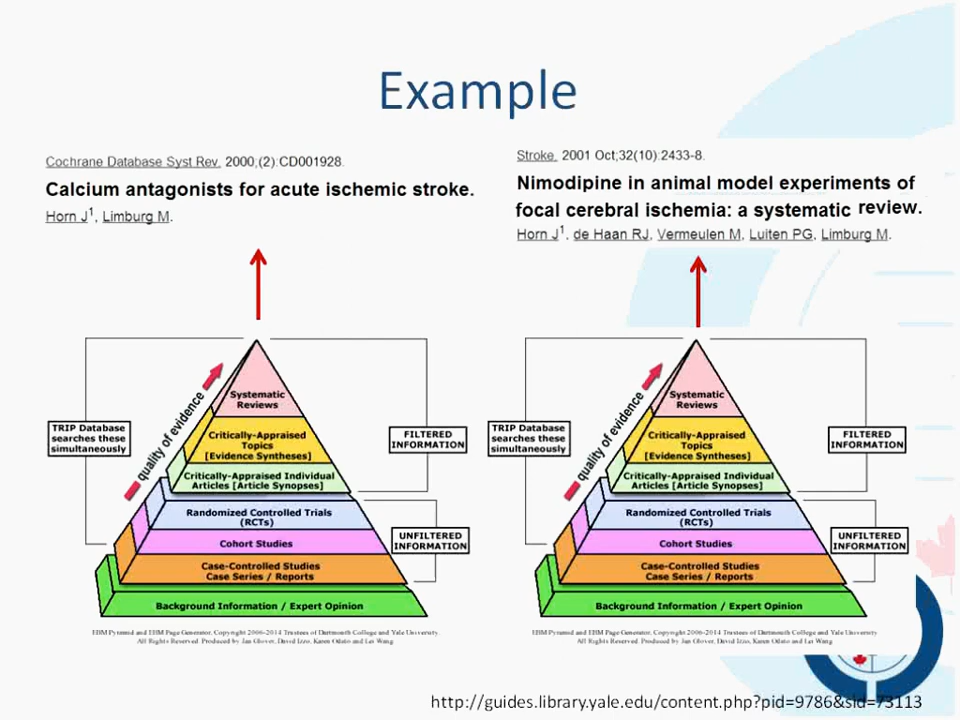 Example
Cochrane Database Syst Rev. 2000;(2):CD001928.
Calcium antagonists for acute ischemic stroke.
Horn J1, Limburg M.
Stroke. 2001 Oct;32(10):2433-8.
Nimodipine in animal model experiments of
focal cerebral ischemia: a systematic review.
Horn J1, de Haan RJ, Vermeulen M, Luiten PG, Limburg M.
TRIP Database
searches these
simultaneously
quality of evidence
Systematic
Reviews
Critically-Appraised
Topics
[Evidence Syntheses]
Critically-Appraised Individual
Articles [Article Synopses]
Randomized Controlled Trials
(RCTs)
Cohort Studies
Case-Controlled Studies
Case Series / Reports
Background Information / Expert Opinion
FILTERED
INFORMATION
UNFILTERED
INFORMATION
EBM Pyramid and EBM Page Generator, Copyright 2006-2014 Trustees of Dartmouth College and Yale University.
All Rights Reserved. Produced by Jan Glover, David Izzo, Karen Odato and Lei Wang.
TRIP Database
searches these
simultaneously
quality of evidence
Systematic
Reviews
Critically-Appraised
Topics
[Evidence Syntheses]
Critically-Appraised Individual
Articles [Article Synopses]
Randomized Controlled Trials
(RCTs)
Cohort Studies
Case-Controlled Studies
Case Series / Reports
Background Information / Expert Opinion
FILTERED
INFORMATION
UNFILTERED
INFORMATION
EBM Pyramid and EBM Page Generator, Copyright 2006-2014 Trustees of Dartmouth College and Yale University.
All Rights Reserved. Produced by Jan Glover, David Izzo, Karen Odato and Lei Wang.
http://guides.library.yale.edu/content.php?pid=9786&sid=73113